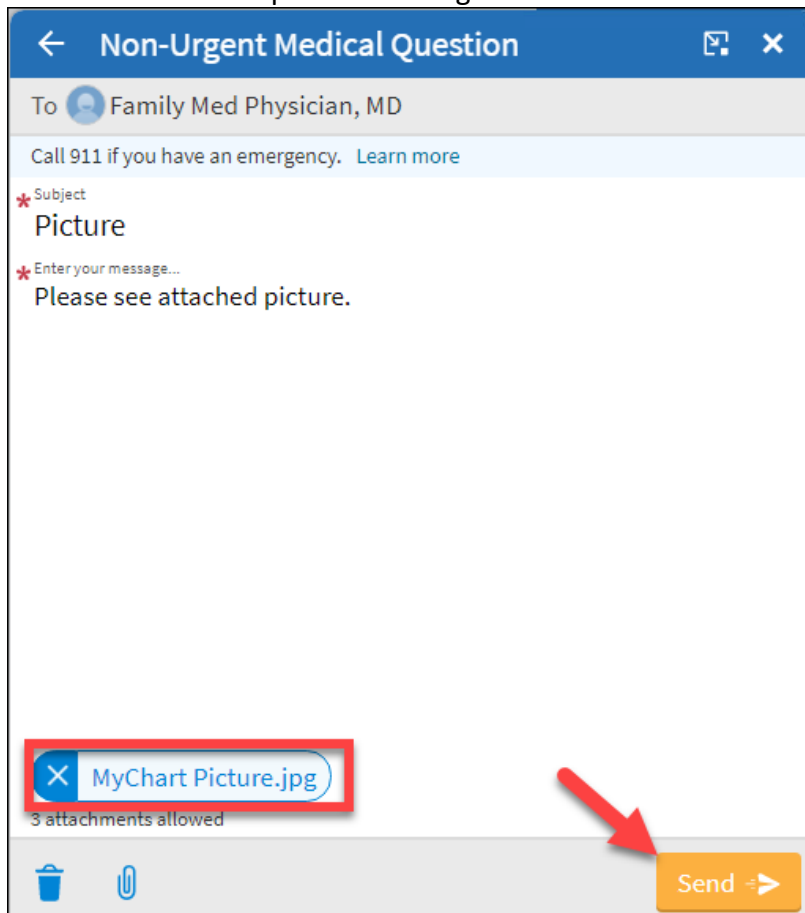 Non-Urgent Medical Question
To Family Med Physician, MD
Call 911 if you have an emergency. Learn more
* Subject
Picture
* Enter your message...
Please see attached picture.
MyChart Picture.jpg
3 attachments allowed
Send